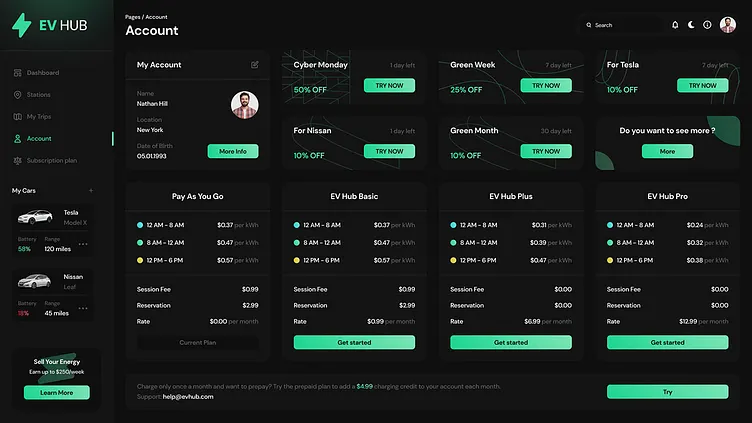 EV HUB
Dashboard
Stations
My Trips
Account
Subscription plan
My Cars +
Tesla
Model X
Battery Range
58% 120 miles
Nissan
Leaf
Battery Range
18% 45 miles
Sell Your Energy
Earn up to $250/week
Learn More
Pages / Account
Account
Search
My Account
Name
Nathan Hill
Location
New York
Date of Birth
05.01.1993
More Info
Cyber Monday 1 day left
50% OFF TRY NOW
Green Week 7 day left
25% OFF TRY NOW
For Tesla 7 day left
10% OFF TRY NOW
For Nissan 1 day left
10% OFF TRY NOW
Green Month 30 day left
10% OFF TRY NOW
Do you want to see more ?
More
Pay As You Go
12 AM - 8 AM $0.37 per kWh
8 AM - 12 AM $0.47 per kWh
12 PM - 6 PM $0.57 per kWh
Session Fee $0.99
Reservation $2.99
Rate $0.00 per month
Current Plan
EV Hub Basic
12 AM - 8 AM $0.37 per kWh
8 AM - 12 AM $0.47 per kWh
12 PM - 6 PM $0.57 per kWh
Session Fee $0.99
Reservation $2.99
Rate $0.99 per month
Get started
EV Hub Plus
12 AM - 8 AM $0.31 per kWh
8 AM - 12 AM $0.39 per kWh
12 PM - 6 PM $0.47 per kWh
Session Fee $0.00
Reservation $0.00
Rate $6.99 per month
Get started
EV Hub Pro
12 AM - 8 AM $0.24 per kWh
8 AM - 12 AM $0.32 per kWh
12 PM - 6 PM $0.38 per kWh
Session Fee $0.00
Reservation $0.00
Rate $12.99 per month
Get started
Charge only once a month and want to prepay? Try the prepaid plan to add a $4.99 charging credit to your account each month.
Support: help@evhub.com
Try